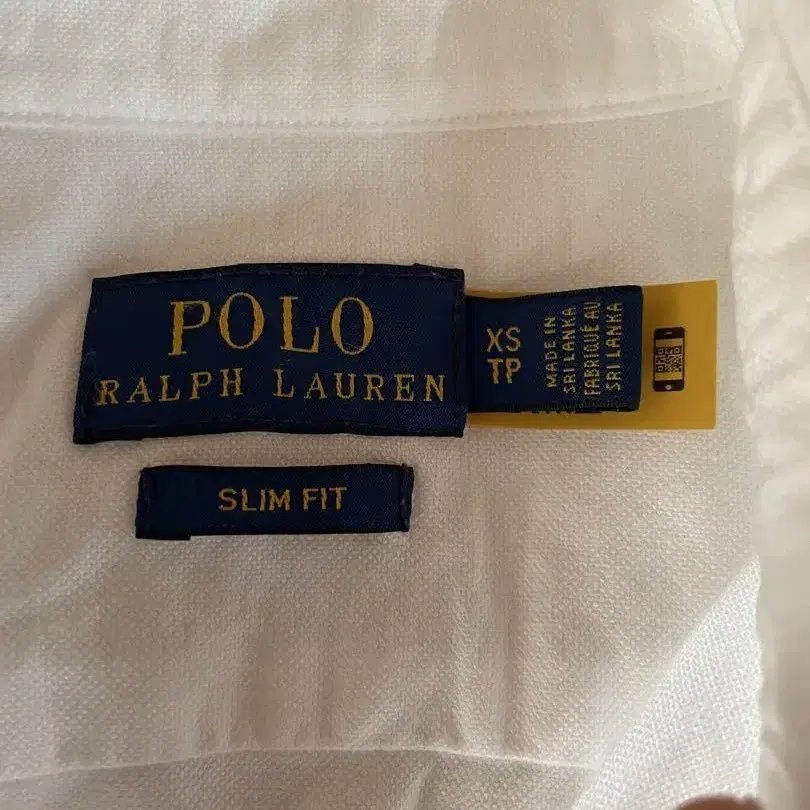 POLO
RALPH LAUREN
XS
TP
MADE IN
SRI LANKA
FABRIQUÉ AU
SRI LANKA
SLIM FIT